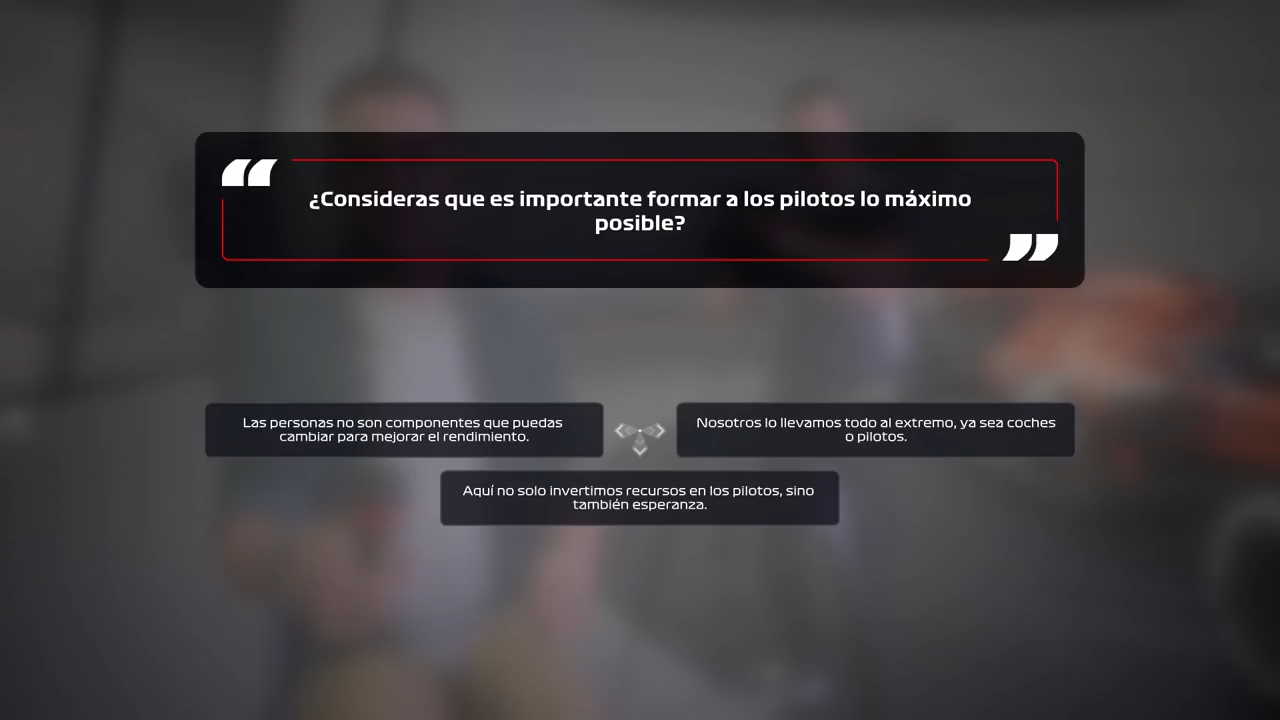 ¿Consideras que es importante formar a los pilotos lo máximo
posible?
Las personas no son componentes que puedas
cambiar para mejorar el rendimiento.
Nosotros lo llevamos todo al extremo, ya sea coches
o pilotos.
Aquí no solo invertimos recursos en los pilotos, sino
también esperanza.